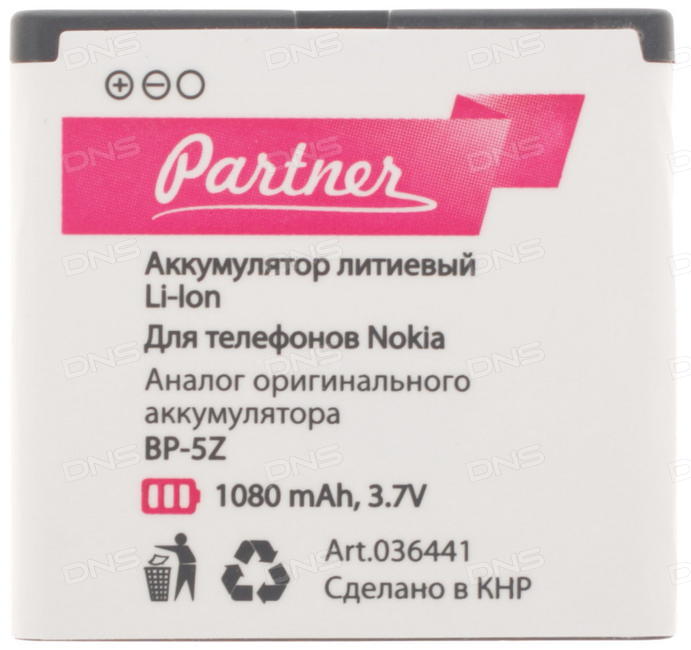 Partner
Аккумулятор литиевый
Li-Ion
Для телефонов Nokia
Аналог оригинального
аккумулятора
BP-5Z
1080 mAh, 3.7V
Art.036441
Сделано в КНР
DNS